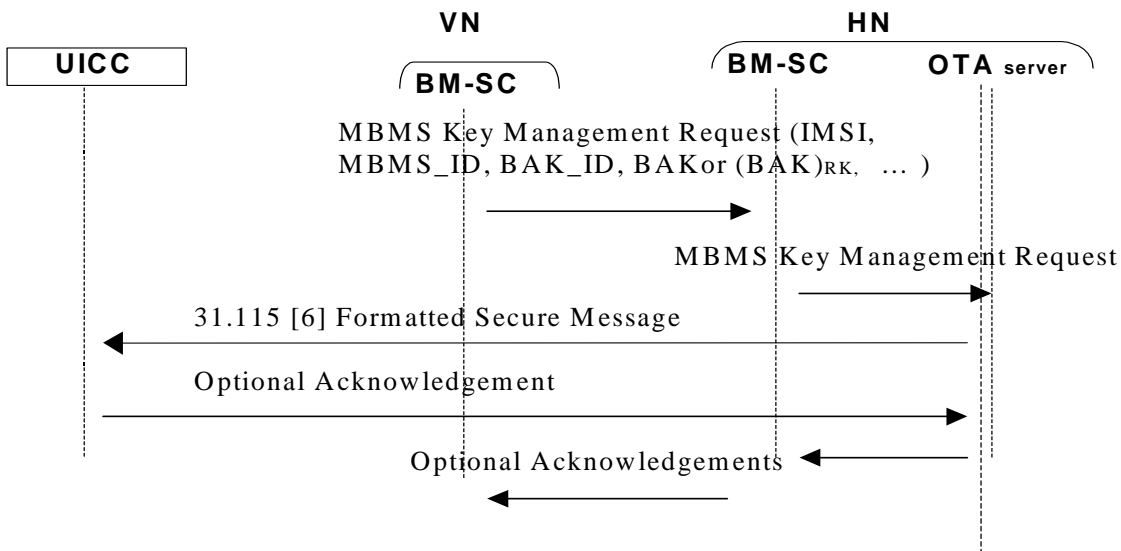 VN
HN
UICC
BM-SC
BM-SC
OTA server
MBMS Key Management Request (IMSI,
MBMS_ID, BAK_ID, BAKor (BAK)RK, ... )
MBMS Key Management Request
31.115 [6] Formatted Secure Message
Optional Acknowledgement
Optional Acknowledgements